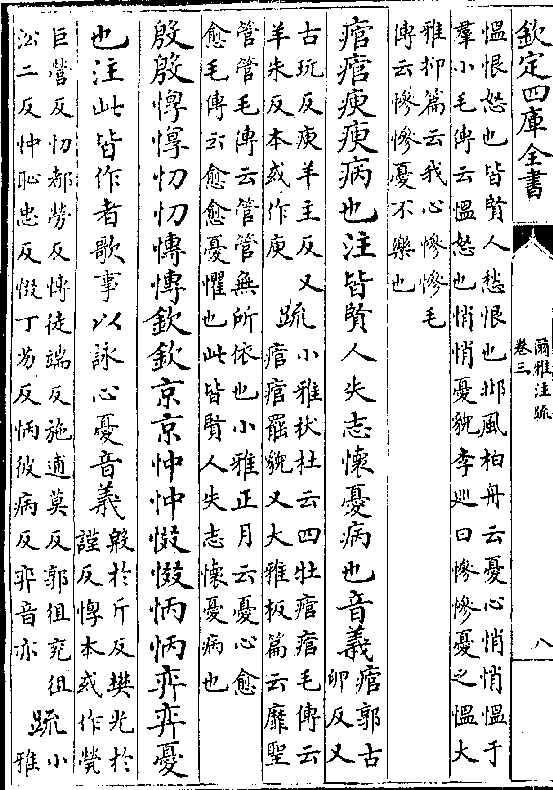 欽定四庫全書
爾雅注疏
卷三
八
慍恨怒也皆賢人愁恨也邶風柏舟云憂心悄悄慍于
羣小毛傳云慍怒也悄悄憂貌李巡曰慘慘憂之慍大
雅抑篇云我心慘慘毛
傳云慘慘憂不樂也
痯痯瘐瘐病也注皆賢人失志懷憂病也音義
痯郭古
卵反又
古玩反瘐羊主反又
羊朱反本或作庾
疏
小雅杕杜云四牡痯痯毛傳云
痯痯罷貌又大雅板篇云靡聖
管管毛傳云管管無所依也小雅正月云憂心愈
愈毛傳云愈愈憂懼也此皆賢人失志懷憂病也
殷殷惸惸忉忉慱慱欽欽京京忡忡惙惙怲怲弈弈憂
也注此皆作者歌事以詠心憂音義
殷於斤反樊光於
謹反惸本或作煢
巨營反忉都勞反慱徒端反施逋莫反郭徂兖徂
沇二反忡恥忠反惙丁劣反怲彼病反弈音亦
疏
小
雅